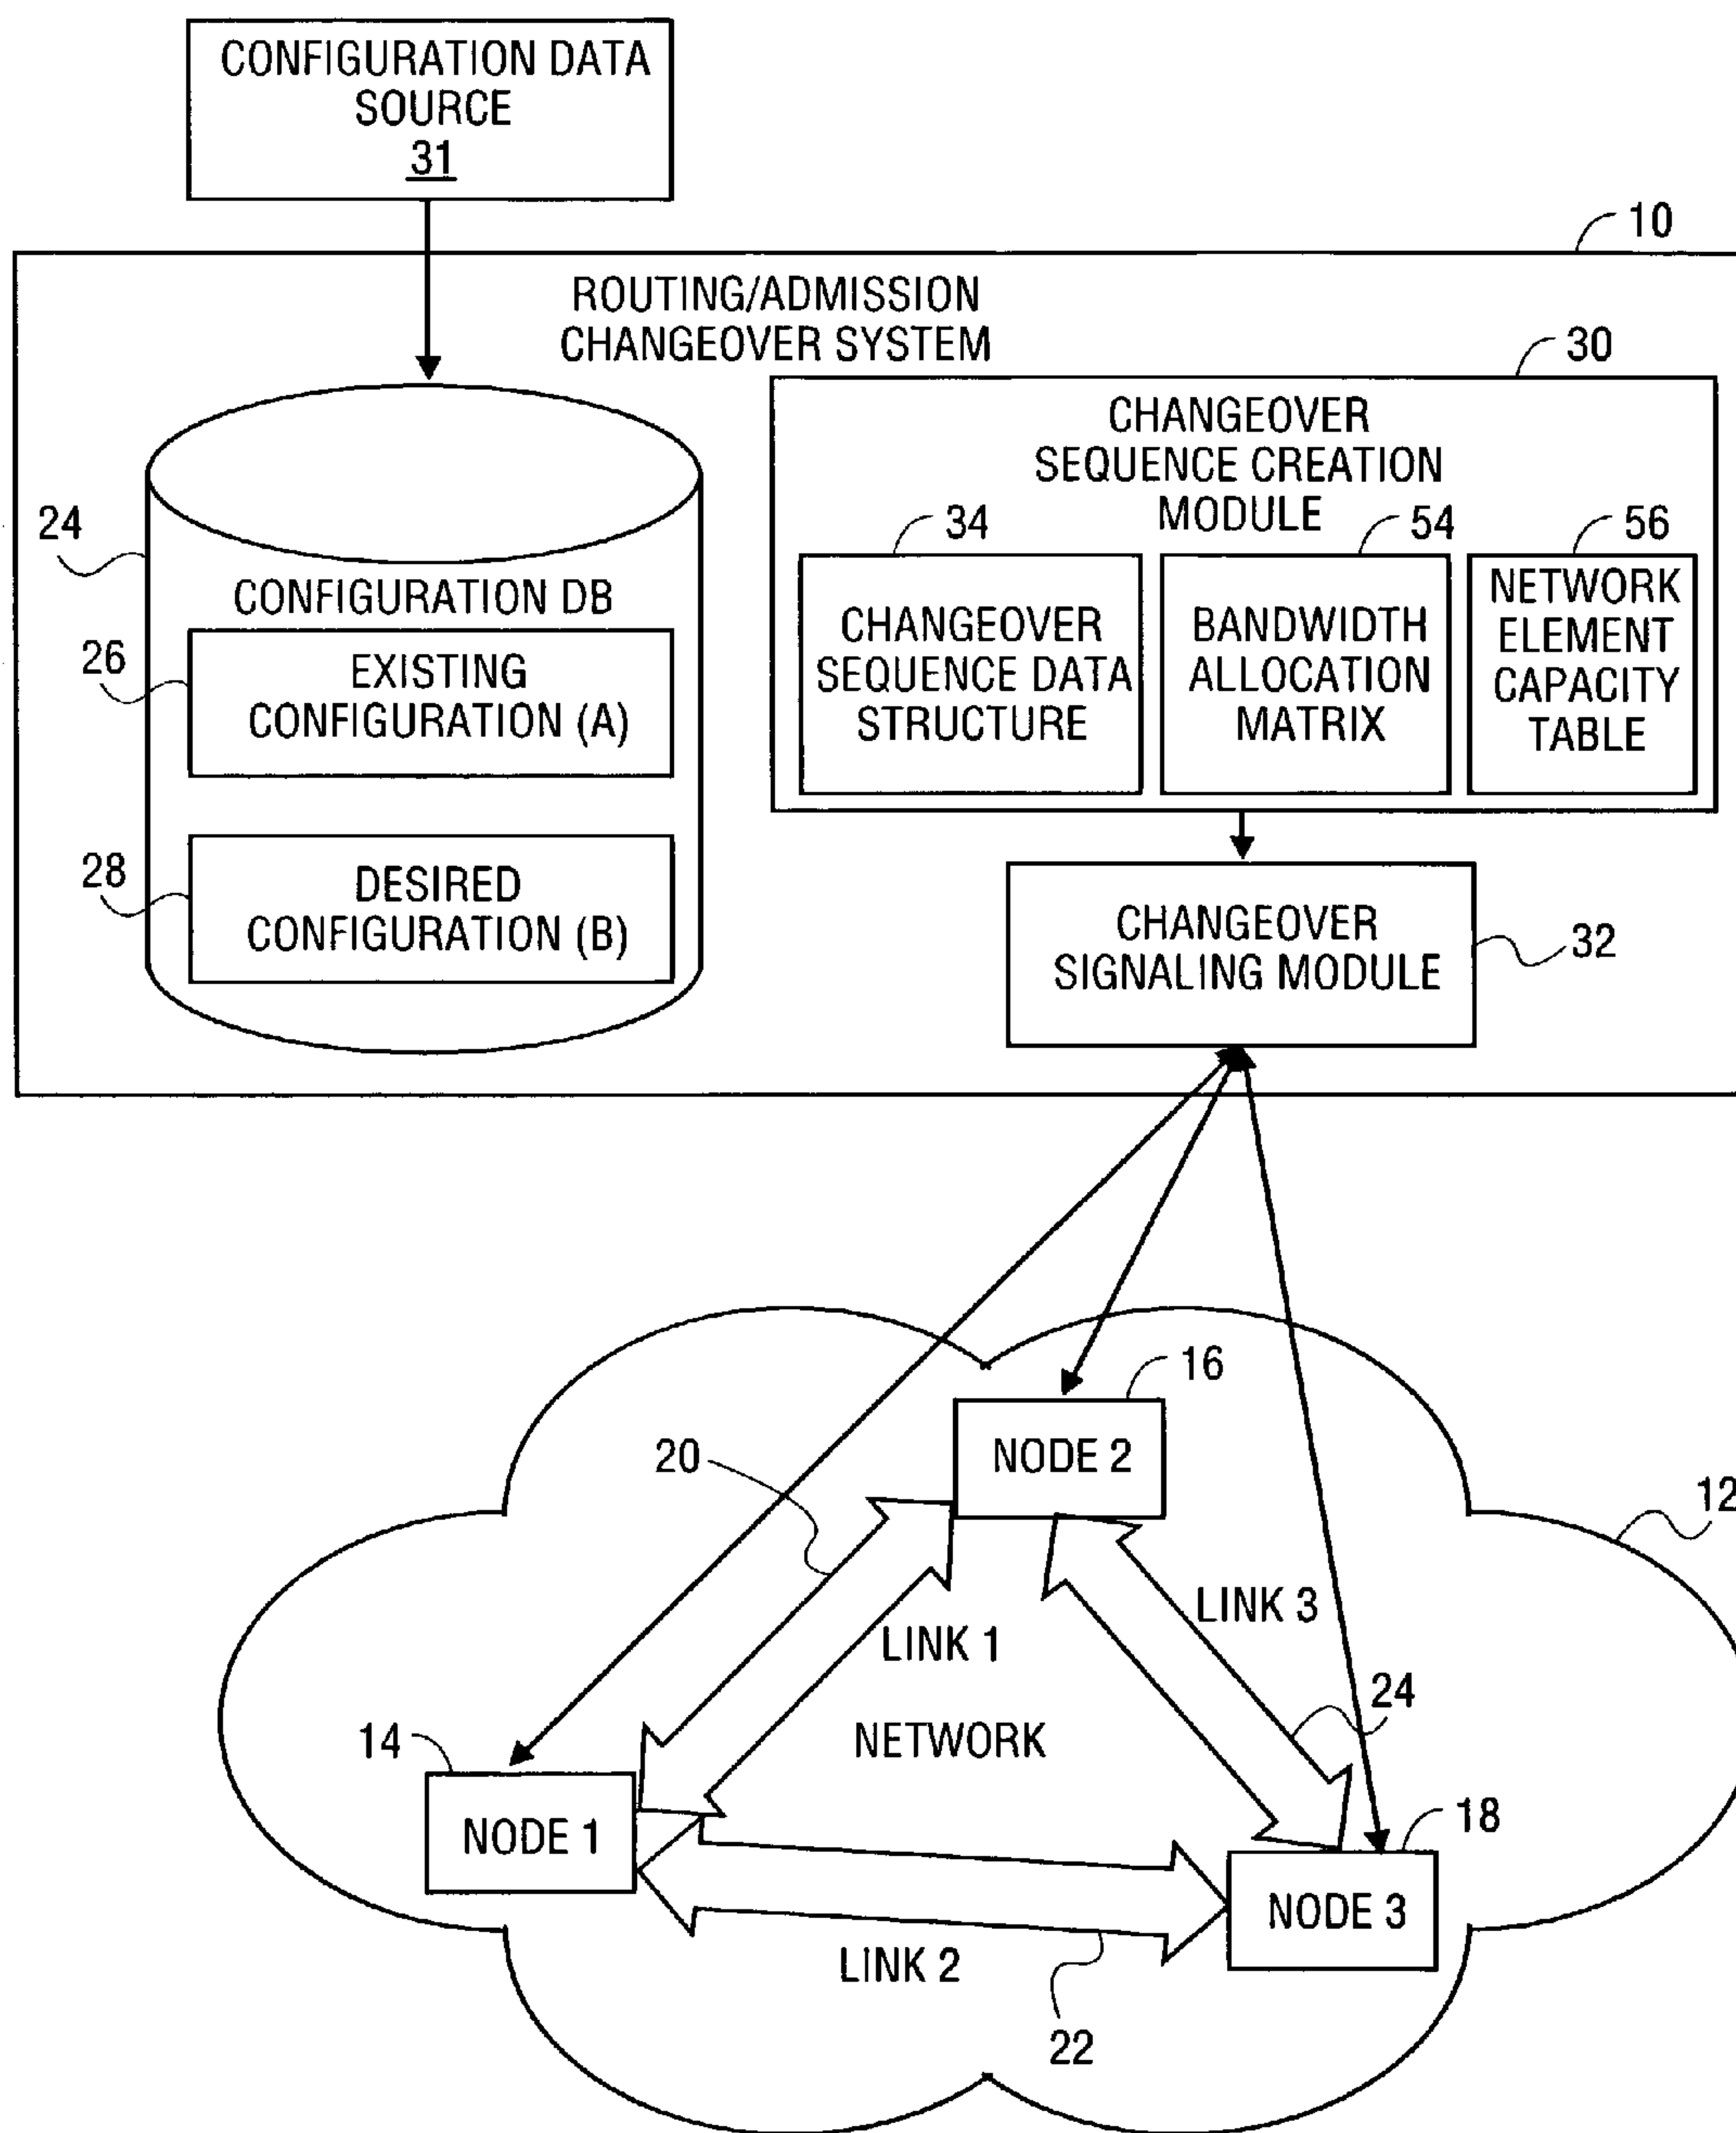 CONFIGURATION DATA
SOURCE
31
10
ROUTING/ADMISSION
CHANGEOVER SYSTEM
30
CHANGEOVER
SEQUENCE CREATION
MODULE
24
34
54
56
CONFIGURATION DB
CHANGEOVER
SEQUENCE DATA
STRUCTURE
BANDWIDTH
ALLOCATION
MATRIX
NETWORK
ELEMENT
CAPACITY
TABLE
26
EXISTING
CONFIGURATION (A)
28
DESIRED
CONFIGURATION (B)
CHANGEOVER
SIGNALING MODULE
32
16
20
NODE 2
12
LINK 3
LINK 1
24
14
NETWORK
NODE 1
18
NODE 3
LINK 2
22